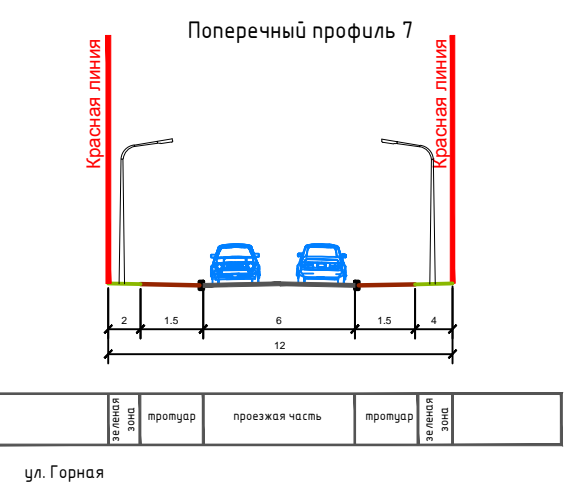 Поперечный профиль 7
Красная линия
Красная линия
2 1.5 6 1.5 4
12
зеленая
зона
тротуар
проезжая часть
тротуар
зеленая
зона
ул. Горная